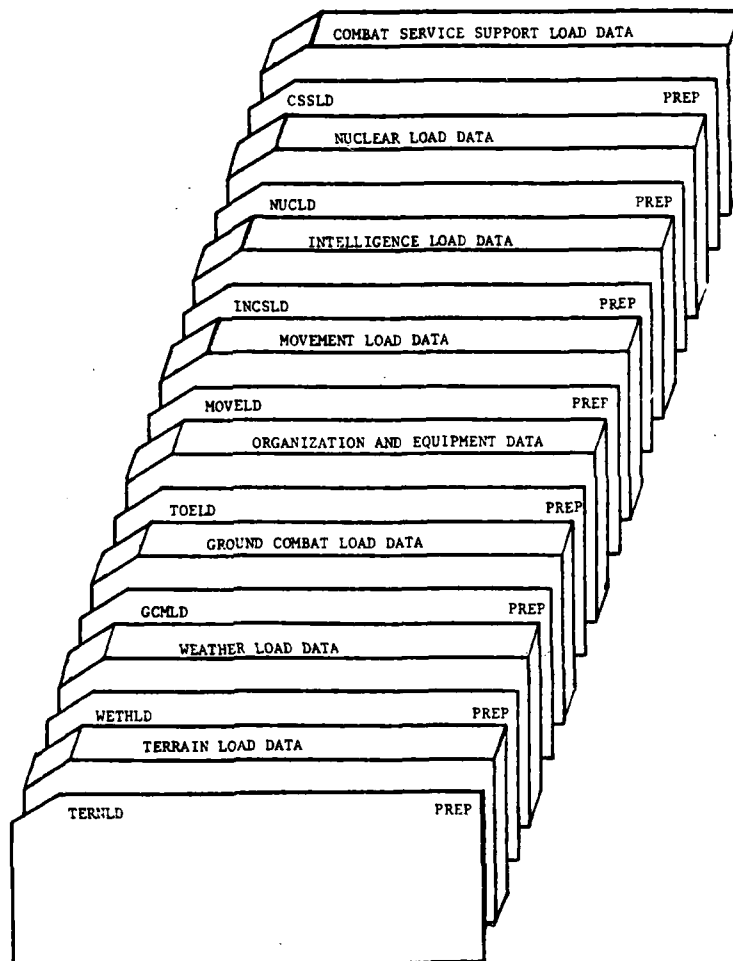 COMBAT SERVICE SUPPORT LOAD DATA
CSSLD PREP
NUCLEAR LOAD DATA
NUCLD PREP
INTELLIGENCE LOAD DATA
INCSLD PREP
MOVEMENT LOAD DATA
MOVELD PREP
ORGANIZATION AND EQUIPMENT DATA
TOELD PREP
GROUND COMBAT LOAD DATA
GCMLD PREP
WEATHER LOAD DATA
WETHLD PREP
TERRAIN LOAD DATA
TERNLD PREP